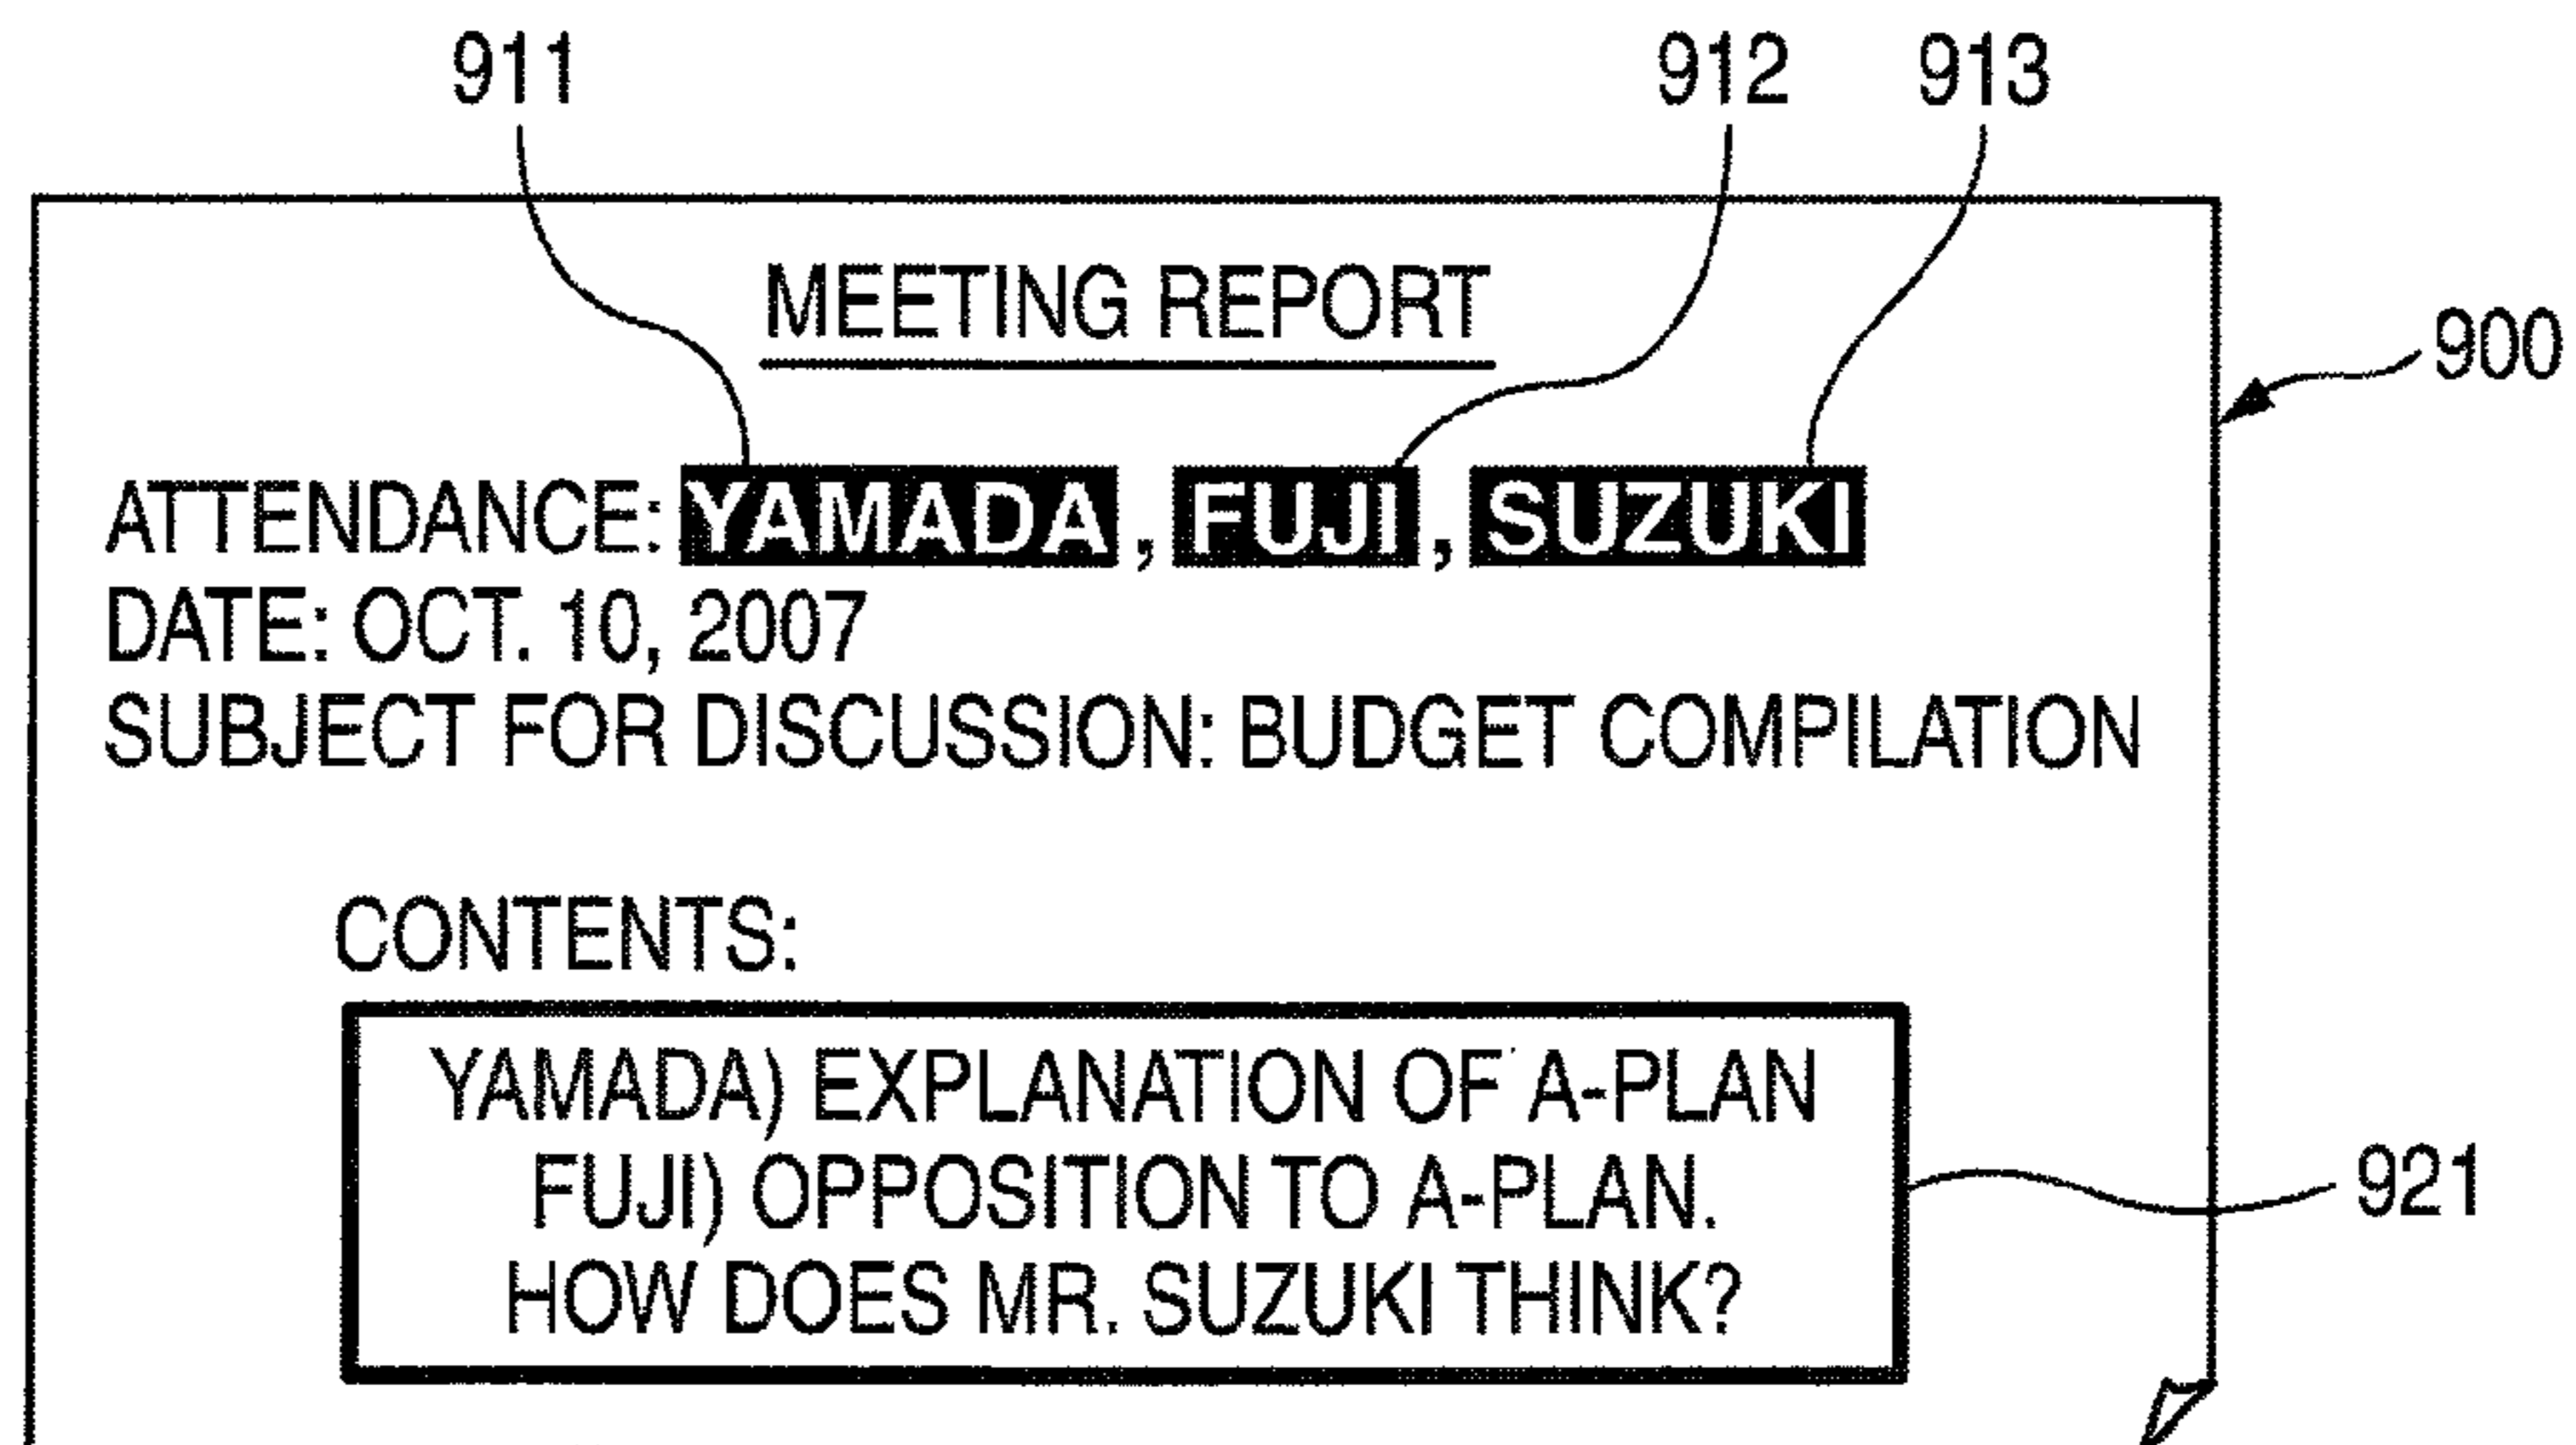 911 912 913
MEETING REPORT
900
ATTENDANCE: YAMADA, FUJI, SUZUKI
DATE: OCT. 10, 2007
SUBJECT FOR DISCUSSION: BUDGET COMPILATION
CONTENTS:
YAMADA) EXPLANATION OF A-PLAN
FUJI) OPPOSITION TO A-PLAN.
921
HOW DOES MR. SUZUKI THINK?